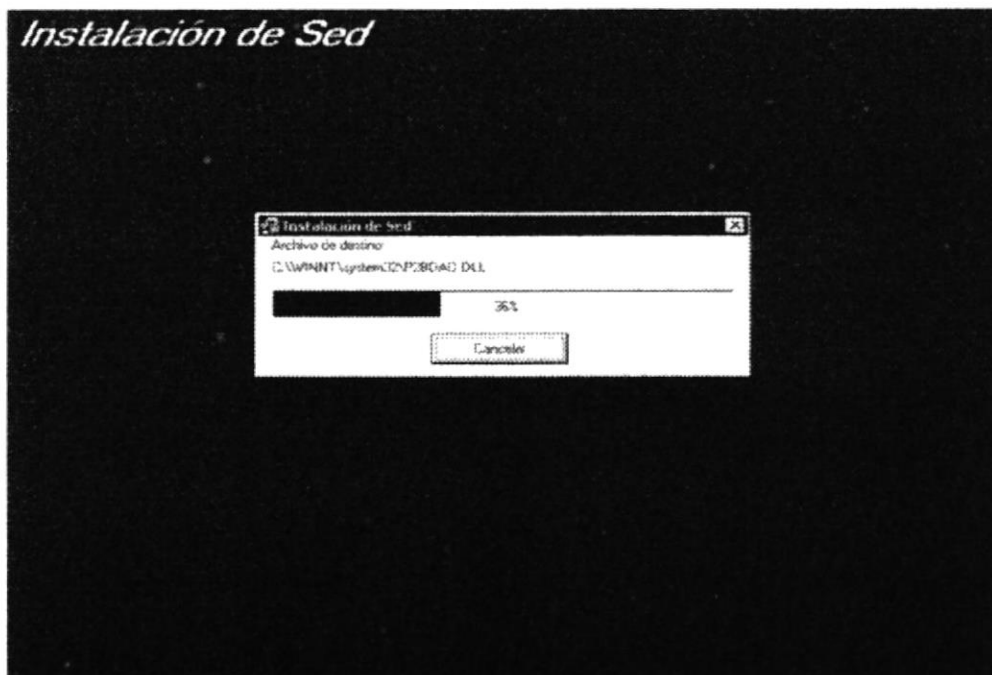 Instalación de Sed
Instalación de Sed
Archivo de destino:
C:\WINNT\system32\P2BDAO.DLL
36%
Cancelar